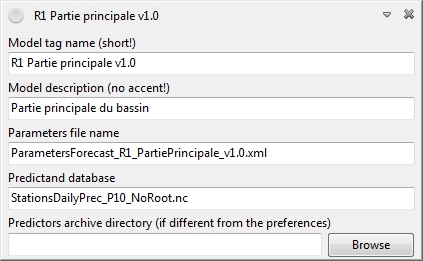 R1 Partie principale v1.0
Model tag name (short!)
R1 Partie principale v1.0
Model description (no accent!)
Partie principale du bassin
Parameters file name
ParametersForecast_R1_PartiePrincipale_v1.0.xml
Predictand database
StationsDailyPrec_P10_NoRoot.nc
Predictors archive directory (if different from the preferences)
Browse